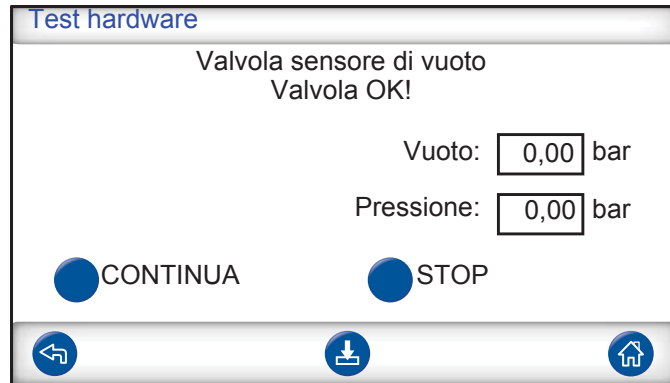 Test hardware
Valvola sensore di vuoto
Valvola OK!
Vuoto: 0,00 bar
Pressione: 0,00 bar
CONTINUA STOP